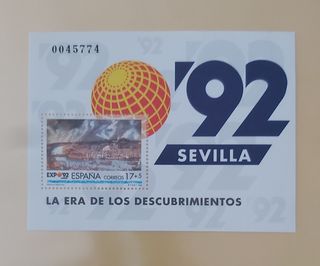 0045774
'92
SEVILLA
EXPO'92 ESPAÑA CORREOS 17+5
LA ERA DE LOS DESCUBRIMIENTOS